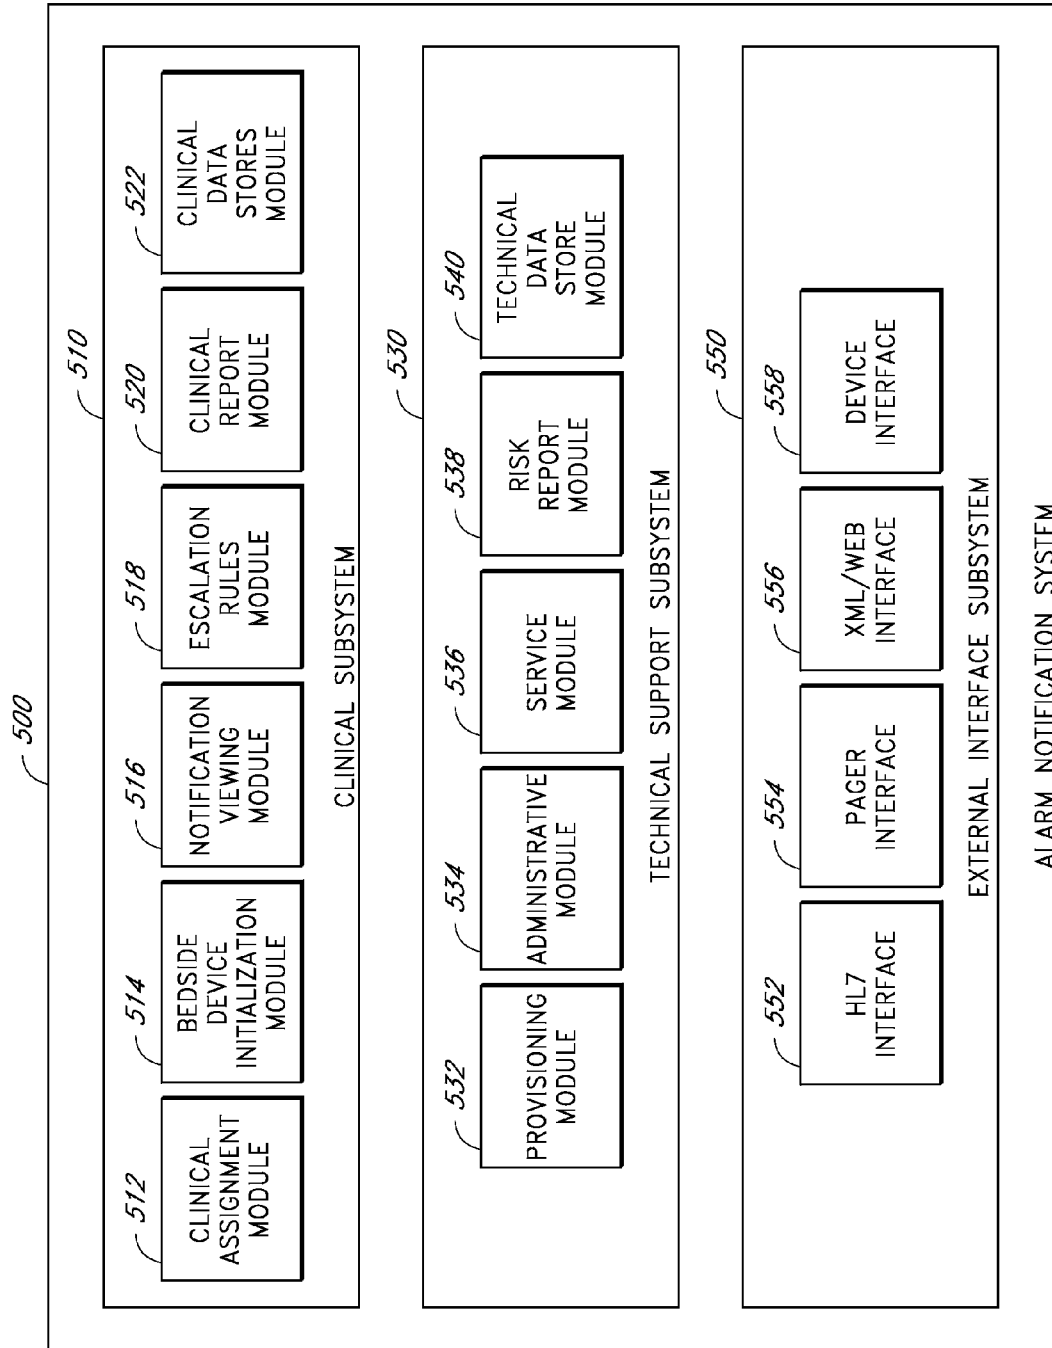 500
510
512
CLINICAL
ASSIGNMENT
MODULE
514
BEDSIDE
DEVICE
INITIALIZATION
MODULE
516
NOTIFICATION
VIEWING
MODULE
518
ESCALATION
RULES
MODULE
520
CLINICAL
REPORT
MODULE
522
CLINICAL
DATA
STORES
MODULE
CLINICAL SUBSYSTEM
530
532
PROVISIONING
MODULE
534
ADMINISTRATIVE
MODULE
536
SERVICE
MODULE
538
RISK
REPORT
MODULE
540
TECHNICAL
DATA
STORE
MODULE
TECHNICAL SUPPORT SUBSYSTEM
550
552
HL7
INTERFACE
554
PAGER
INTERFACE
556
XML/WEB
INTERFACE
558
DEVICE
INTERFACE
EXTERNAL INTERFACE SUBSYSTEM
ALARM NOTIFICATION SYSTEM